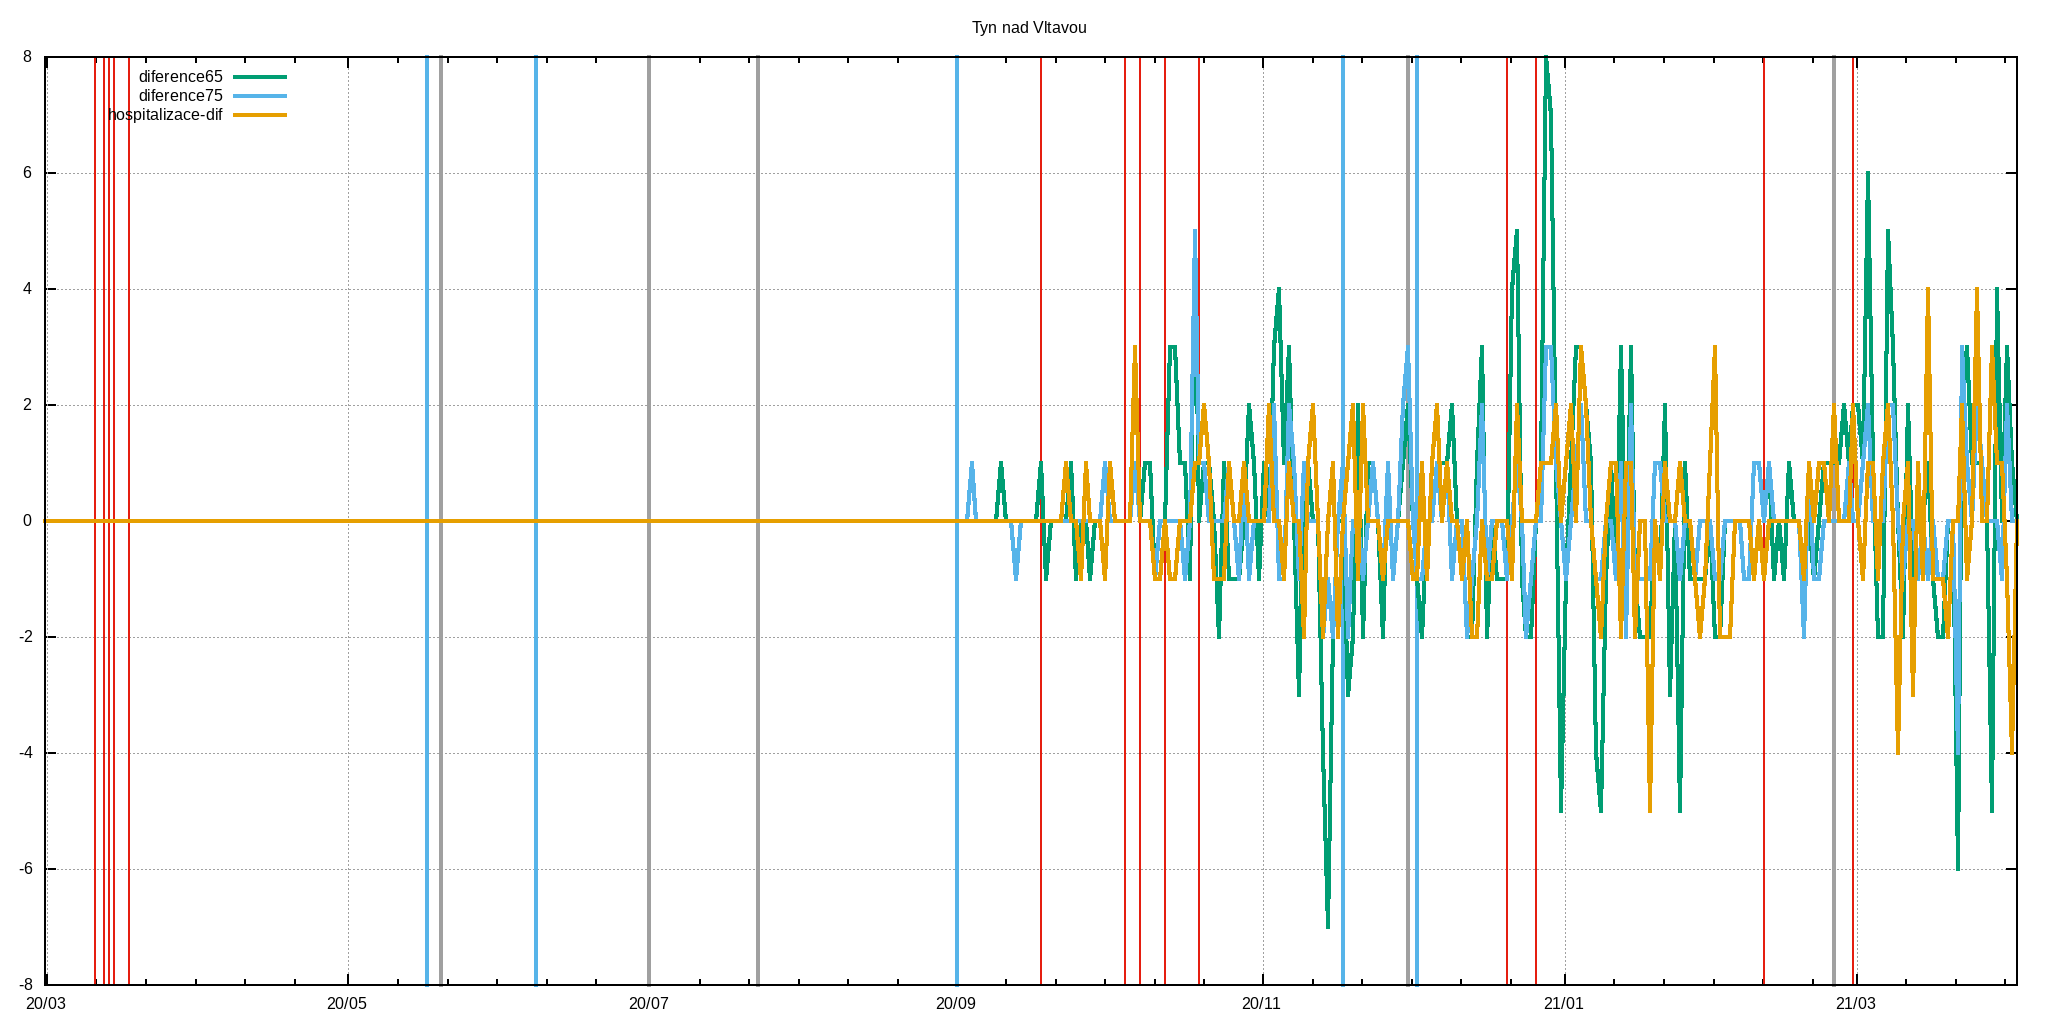 Tyn nad Vltavou
diference65
diference75
hospitalizace-dif
8
6
4
2
0
-2
-4
-6
-8
20/03 20/05 20/07 20/09 20/11 21/01 21/03